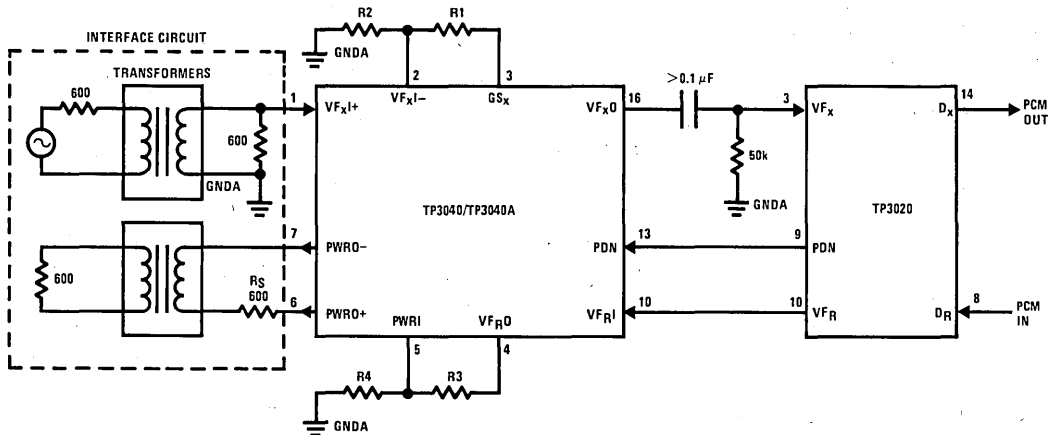 INTERFACE CIRCUIT
TRANSFORMERS
600
600
GNDA
600
RS
600
R2
R1
GNDA
2
3
VFXI−
GSX
1
VFXI+
VFXO
16
TP3040/TP3040A
7
PWRO−
PDN
13
6
PWRO+
VFRI
10
PWRI
VFRO
5
4
R4
R3
GNDA
>0.1 μF
50k
GNDA
3
VFX
DX
14
PCM
OUT
TP3020
9
PDN
10
VFR
DR
8
PCM
IN